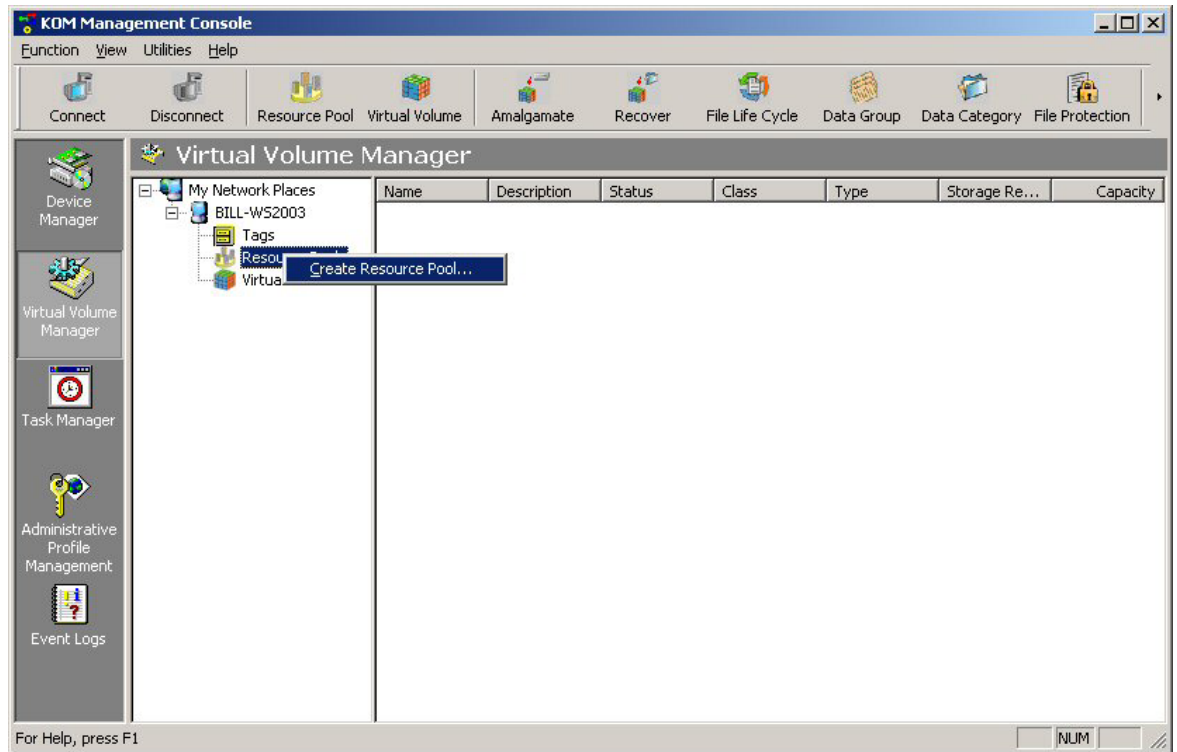 KOM Management Console
Function View Utilities Help
Connect Disconnect Resource Pool Virtual Volume Amalgamate Recover File Life Cycle Data Group Data Category File Protection
Virtual Volume Manager
Device
Manager
Virtual Volume
Manager
Task Manager
Administrative
Profile
Management
Event Logs
My Network Places
BILL-WS2003
Tags
Resou
Virtua
Create Resource Pool...
Name Description Status Class Type Storage Re... Capacity
For Help, press F1
NUM